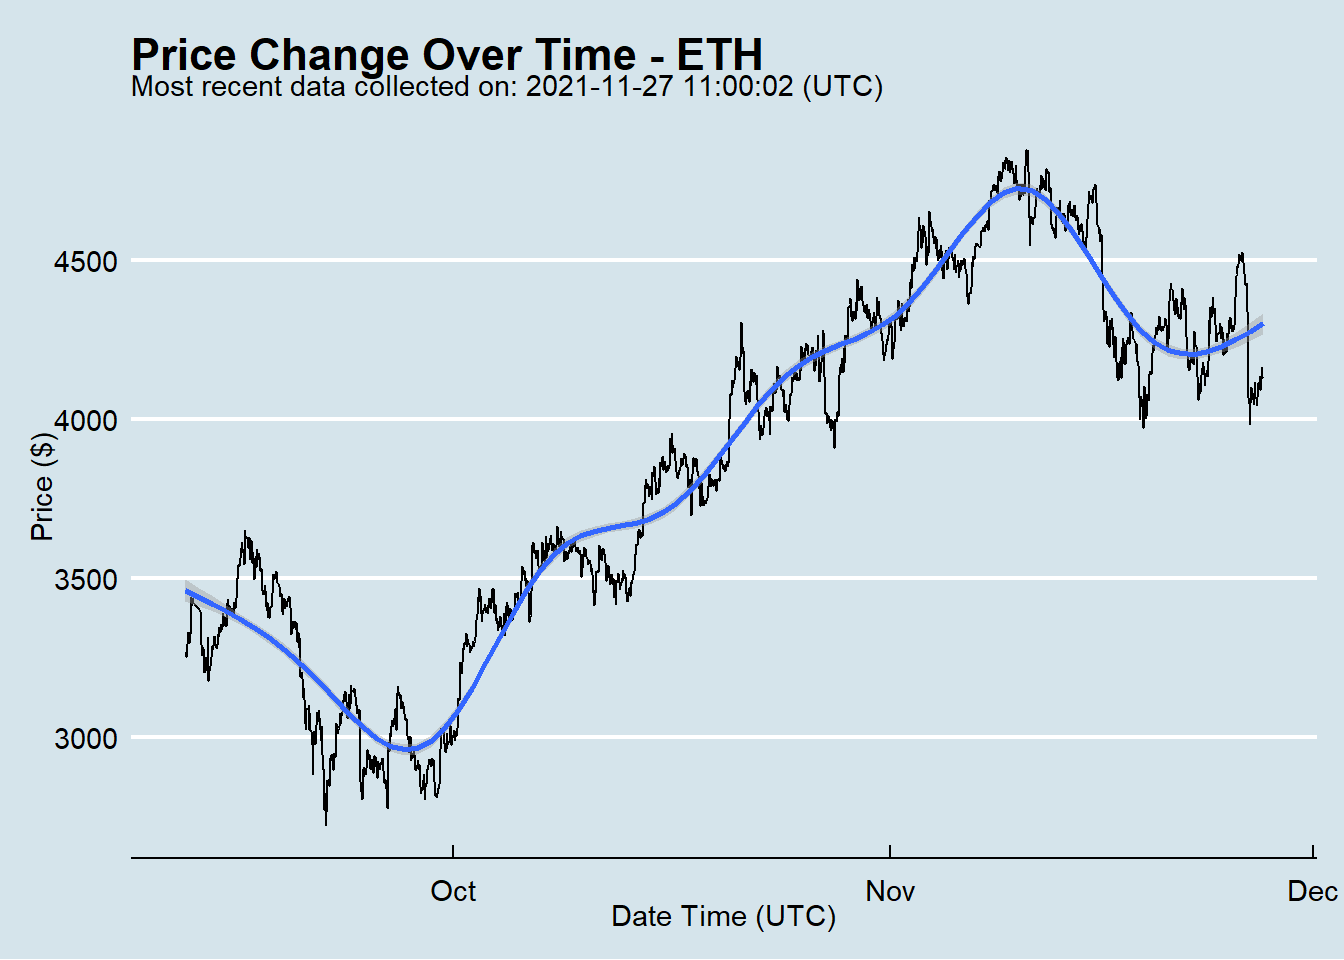 Price Change Over Time - ETH
Most recent data collected on: 2021-11-27 11:00:02 (UTC)
4500
4000
3500
3000
Price ($)
Oct
Nov
Dec
Date Time (UTC)